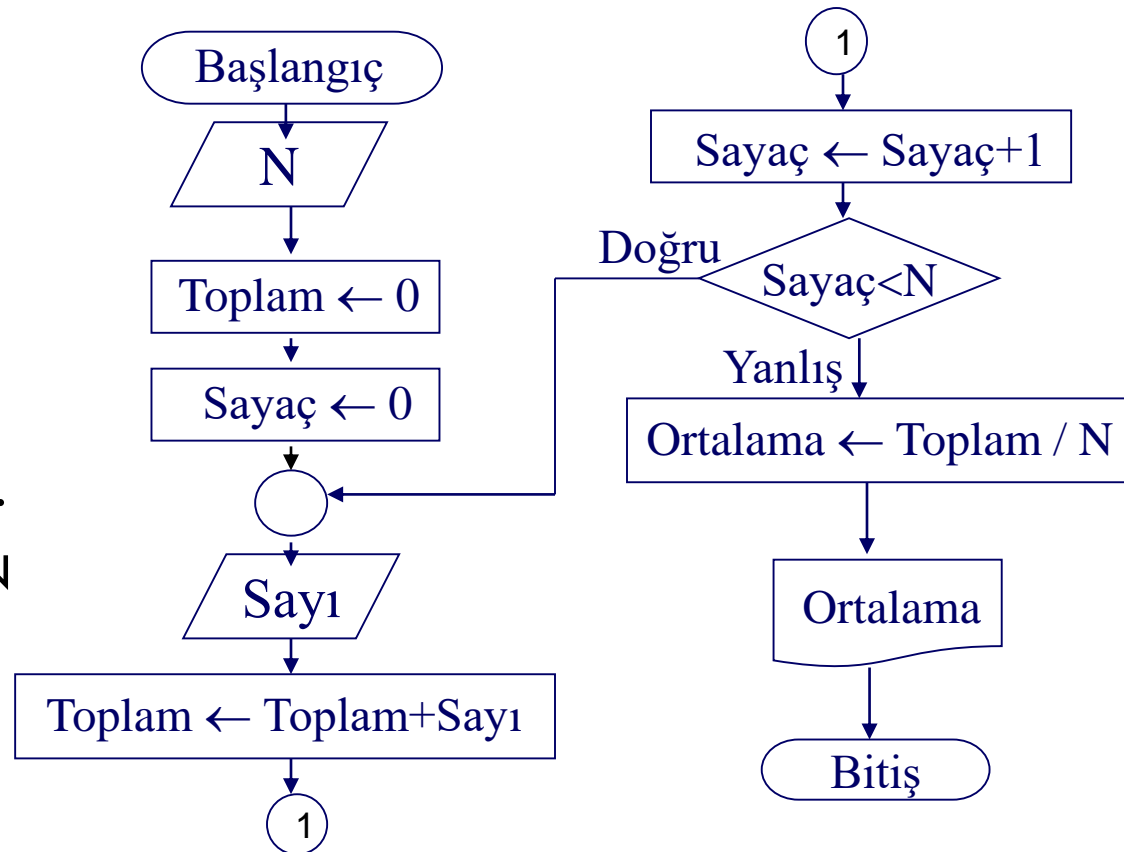 Başlangıç
N
Toplam ← 0
Sayaç ← 0
Sayı
Toplam ← Toplam+Sayı
1
1
Sayaç ← Sayaç+1
Doğru
Sayaç<N
Yanlış
Ortalama ← Toplam / N
Ortalama
Bitiş